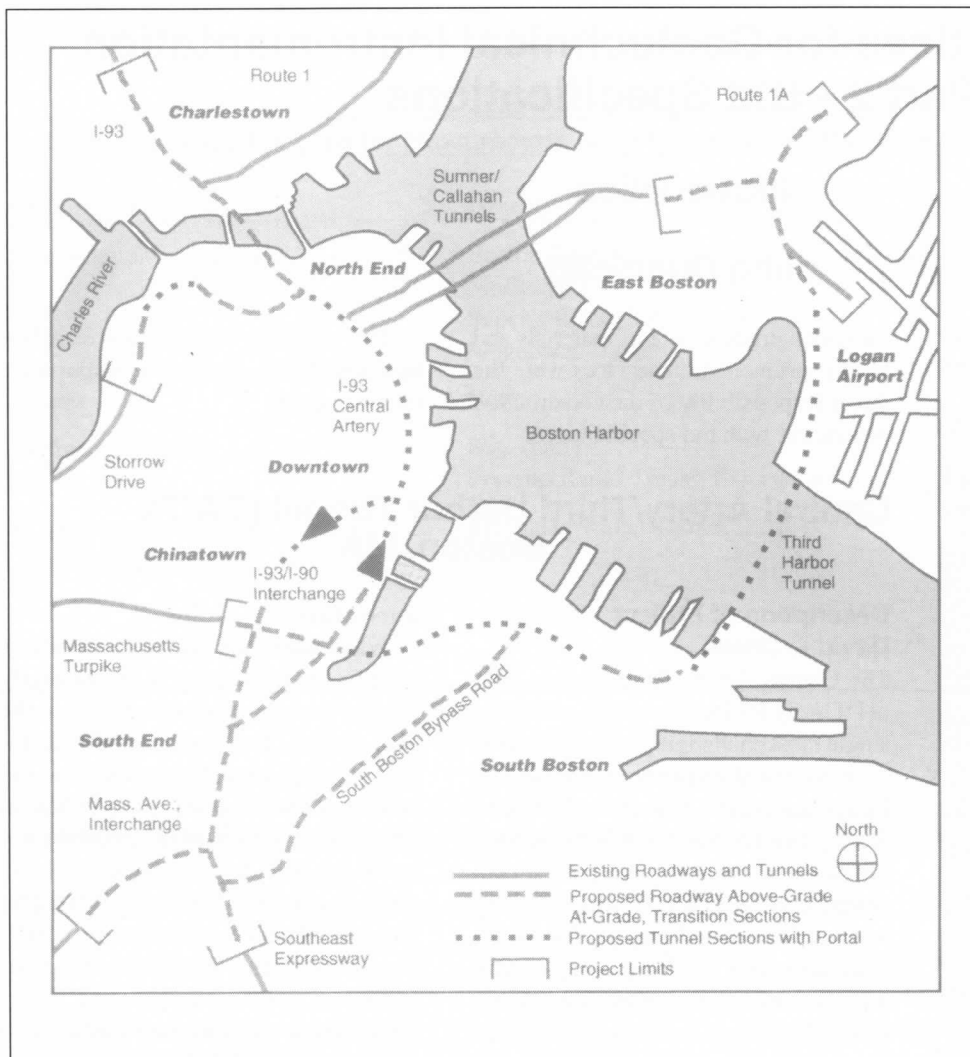 Route 1
Charlestown
I-93
Route 1A
Sumner/
Callahan
Tunnels
North End
East Boston
Charles River
Logan
Airport
I-93
Central
Artery
Boston Harbor
Storrow
Drive
Downtown
Chinatown
I-93/I-90
Interchange
Third
Harbor
Tunnel
Massachusetts
Turpike
South End
South Boston Bypass Road
South Boston
Mass. Ave.,
Interchange
North
Existing Roadways and Tunnels
Proposed Roadway Above-Grade
At-Grade, Transition Sections
Proposed Tunnel Sections with Portal
Southeast
Expressway
Project Limits